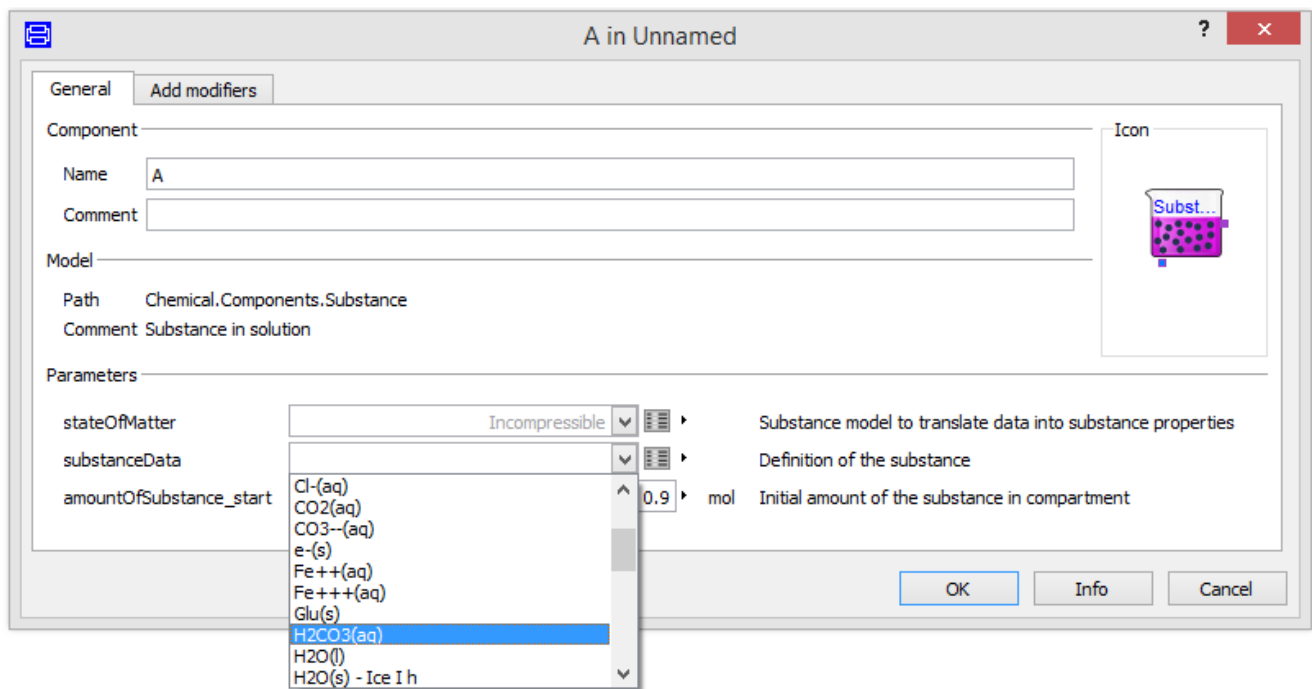 A in Unnamed
?
General Add modifiers
Component
Icon
Name A
Subst...
Comment
Model
Path Chemical.Components.Substance
Comment Substance in solution
Parameters
stateOfMatter Incompressible Substance model to translate data into substance properties
substanceData Definition of the substance
amountOfSubstance_start 0.9 mol Initial amount of the substance in compartment
Cl-(aq)
CO2(aq)
CO3--(aq)
e-(s)
Fe++(aq)
Fe+++(aq)
Glu(s)
H2CO3(aq)
H2O(l)
H2O(s) - Ice I h
OK Info Cancel